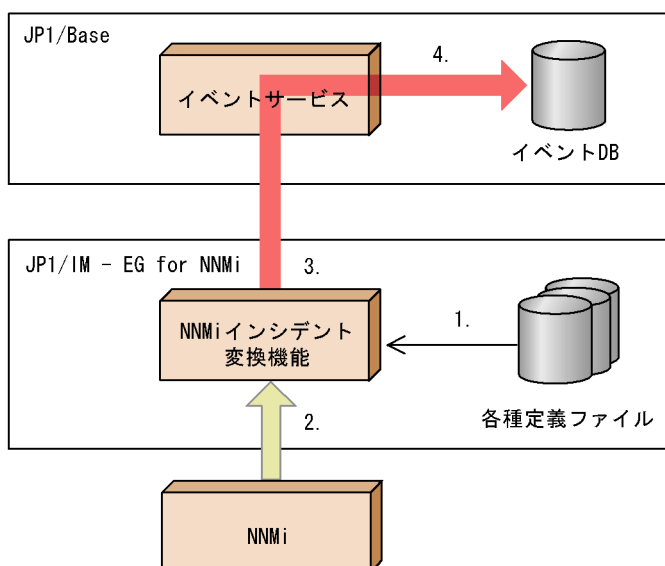 JP1/Base
4.
イベントサービス
イベントDB
JP1/IM - EG for NNMi
3.
NNMiインシデント
変換機能
1.
2.
各種定義ファイル
NNMi